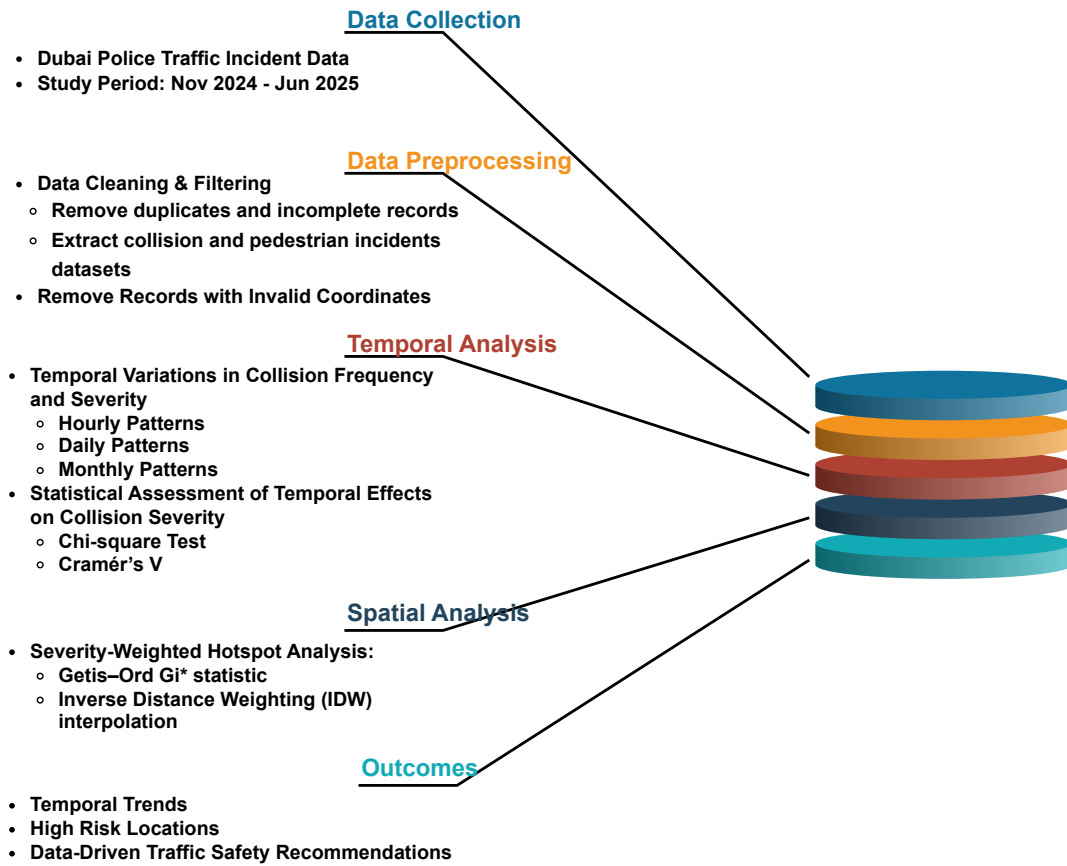 Data Collection
• Dubai Police Traffic Incident Data
• Study Period: Nov 2024 - Jun 2025
Data Preprocessing
• Data Cleaning & Filtering
◦ Remove duplicates and incomplete records
◦ Extract collision and pedestrian incidents
datasets
• Remove Records with Invalid Coordinates
Temporal Analysis
• Temporal Variations in Collision Frequency
and Severity
◦ Hourly Patterns
◦ Daily Patterns
◦ Monthly Patterns
• Statistical Assessment of Temporal Effects
on Collision Severity
◦ Chi-square Test
◦ Cramér’s V
Spatial Analysis
• Severity-Weighted Hotspot Analysis:
◦ Getis–Ord Gi* statistic
◦ Inverse Distance Weighting (IDW)
interpolation
Outcomes
• Temporal Trends
• High Risk Locations
• Data-Driven Traffic Safety Recommendations